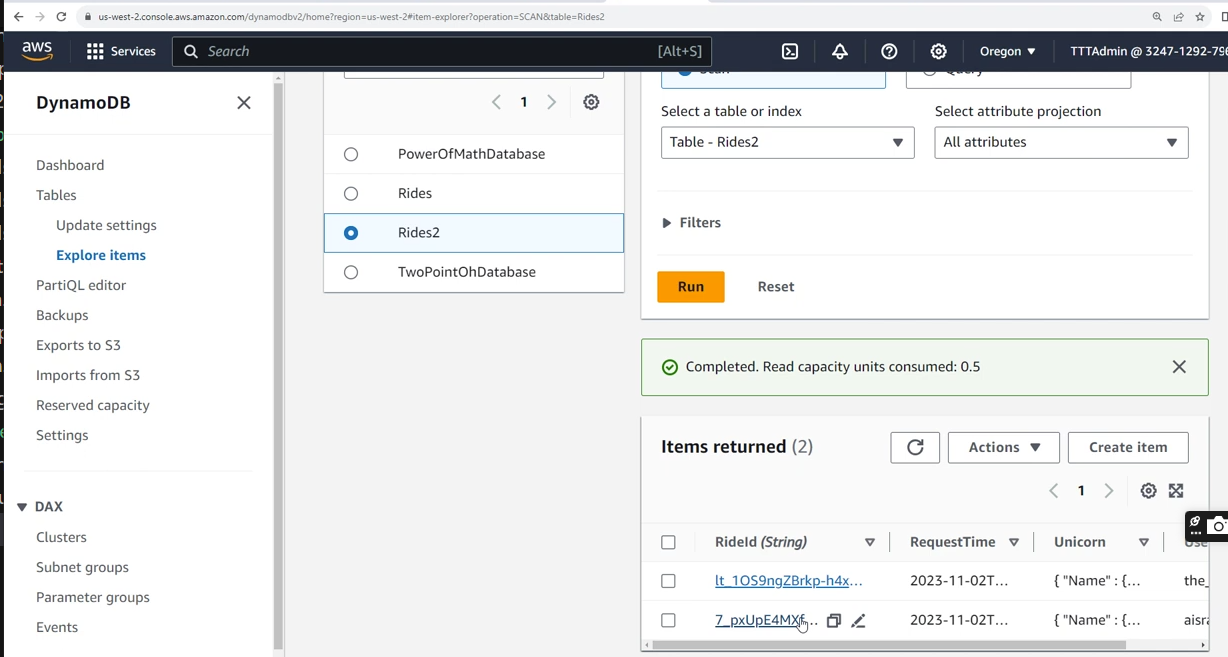 us-west-2.console.aws.amazon.com/dynamodbv2/home?region=us-west-2#item-explorer?operation=SCAN&table=Rides2
aws
Services
Search
[Alt+S]
Oregon
TTTAdmin @ 3247-1292-79
DynamoDB
Dashboard
Tables
Update settings
Explore items
PartiQL editor
Backups
Exports to S3
Imports from S3
Reserved capacity
Settings
DAX
Clusters
Subnet groups
Parameter groups
Events
1
PowerOfMathDatabase
Rides
Rides2
TwoPointOhDatabase
Scan
Query
Select a table or index
Select attribute projection
Table - Rides2
All attributes
Filters
Run
Reset
Completed. Read capacity units consumed: 0.5
Items returned (2)
Actions
Create item
1
RideId (String)
RequestTime
Unicorn
Use
lt_1OS9ngZBrkp-h4x...
2023-11-02T...
{ "Name" : {...
the_
7_pxUpE4MXf...
2023-11-02T...
{ "Name" : {...
aisra